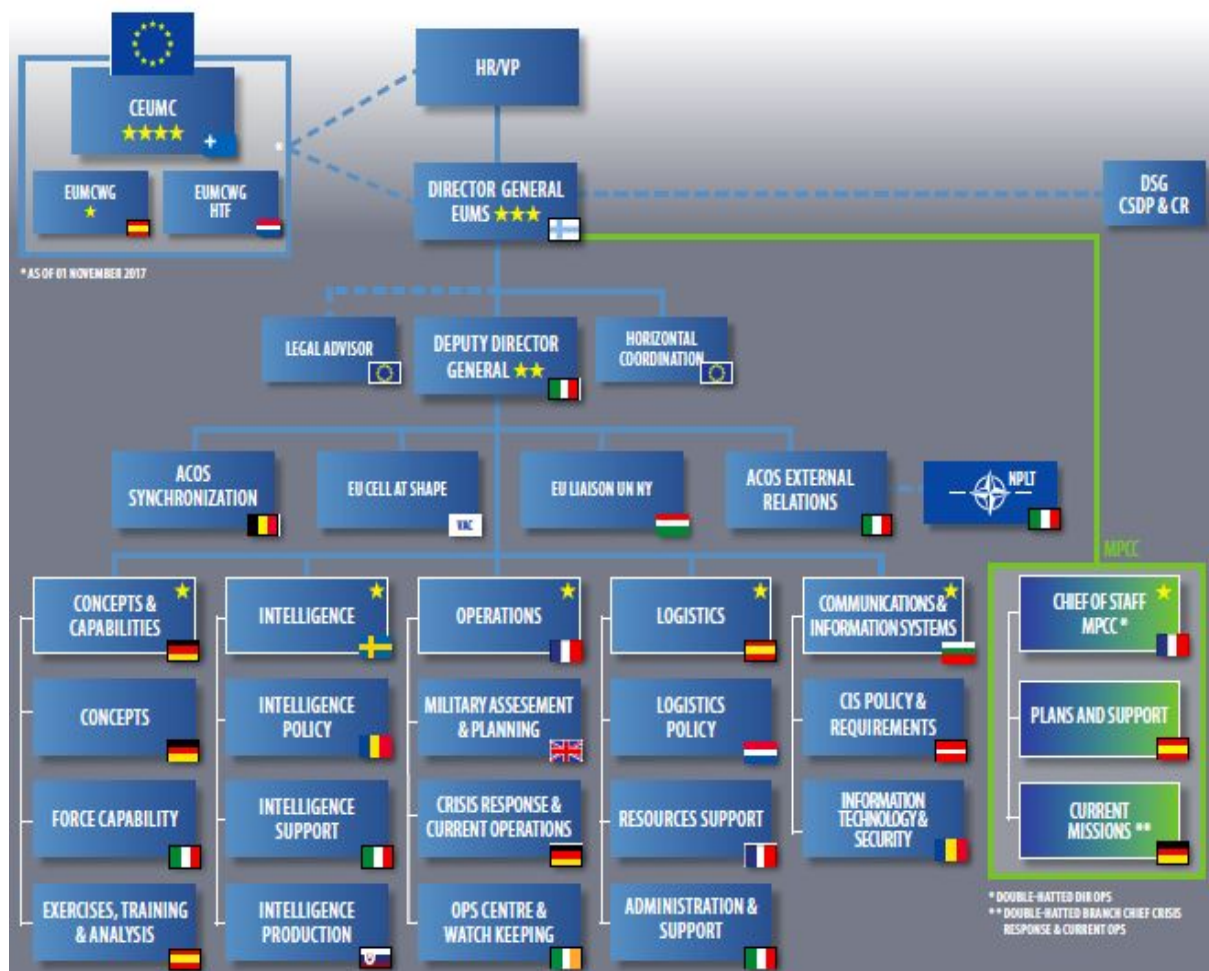 HR/VP
CEUMC
EUMCWG
EUMCWG
HTF
DIRECTOR GENERAL
EUMS
DSG
CSDP & CR
* AS OF 01 NOVEMBER 2017
LEGAL ADVISOR
DEPUTY DIRECTOR
GENERAL
HORIZONTAL
COORDINATION
ACOS
SYNCHRONIZATION
EU CELL AT SHAPE
VAC
EU LIAISON UN NY
ACOS EXTERNAL
RELATIONS
NPLT
MPCC
CONCEPTS &
CAPABILITIES
INTELLIGENCE
OPERATIONS
LOGISTICS
COMMUNICATIONS &
INFORMATION SYSTEMS
CHIEF OF STAFF
MPCC *
CONCEPTS
INTELLIGENCE
POLICY
MILITARY ASSESEMENT
& PLANNING
LOGISTICS
POLICY
CIS POLICY &
REQUIREMENTS
PLANS AND SUPPORT
FORCE CAPABILITY
INTELLIGENCE
SUPPORT
CRISIS RESPONSE &
CURRENT OPERATIONS
RESOURCES SUPPORT
INFORMATION
TECHNOLOGY &
SECURITY
CURRENT
MISSIONS **
EXERCISES, TRAINING
& ANALYSIS
INTELLIGENCE
PRODUCTION
OPS CENTRE &
WATCH KEEPING
ADMINISTRATION &
SUPPORT
* DOUBLE-HATTED DIR OPS
** DOUBLE-HATTED BRANCH CHIEF CRISIS
RESPONSE & CURRENT OPS